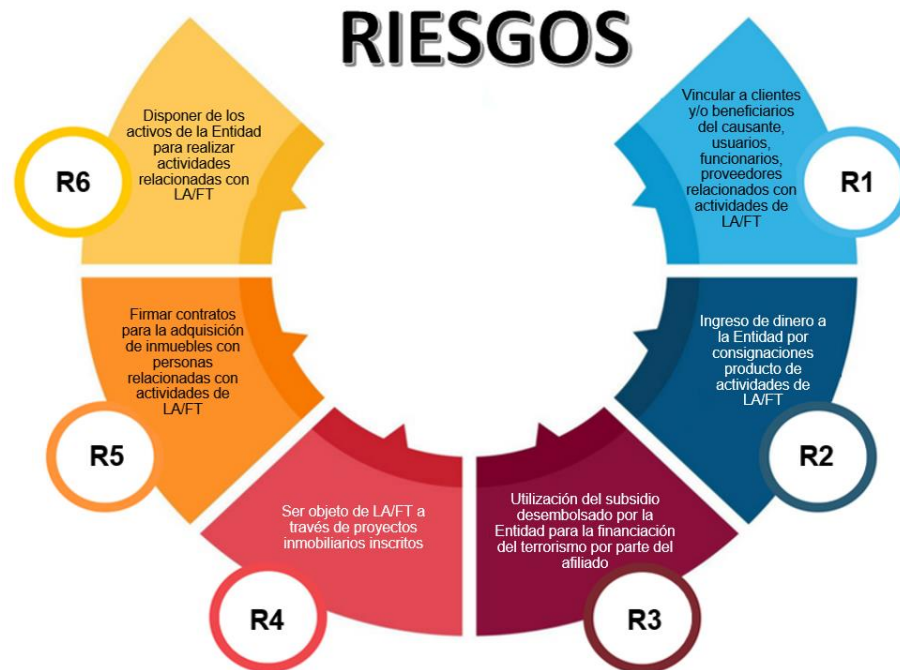 RIESGOS
Vincular a clientes
y/o beneficiarios
del causante,
usuarios,
funcionarios,
proveedores
relacionados con
actividades de
LA/FT
R1
Ingreso de dinero a
la Entidad por
consignaciones
producto de
actividades de
LA/FT
R2
Utilización del subsidio
desembolsado por la
Entidad para la financiación
del terrorismo por parte del
afiliado
R3
Ser objeto de LA/FT a
través de proyectos
inmobiliarios inscritos
R4
Firmar contratos
para la adquisición
de inmuebles con
personas
relacionadas con
actividades de
LA/FT
R5
Disponer de los
activos de la Entidad
para realizar
actividades
relacionadas con
LA/FT
R6